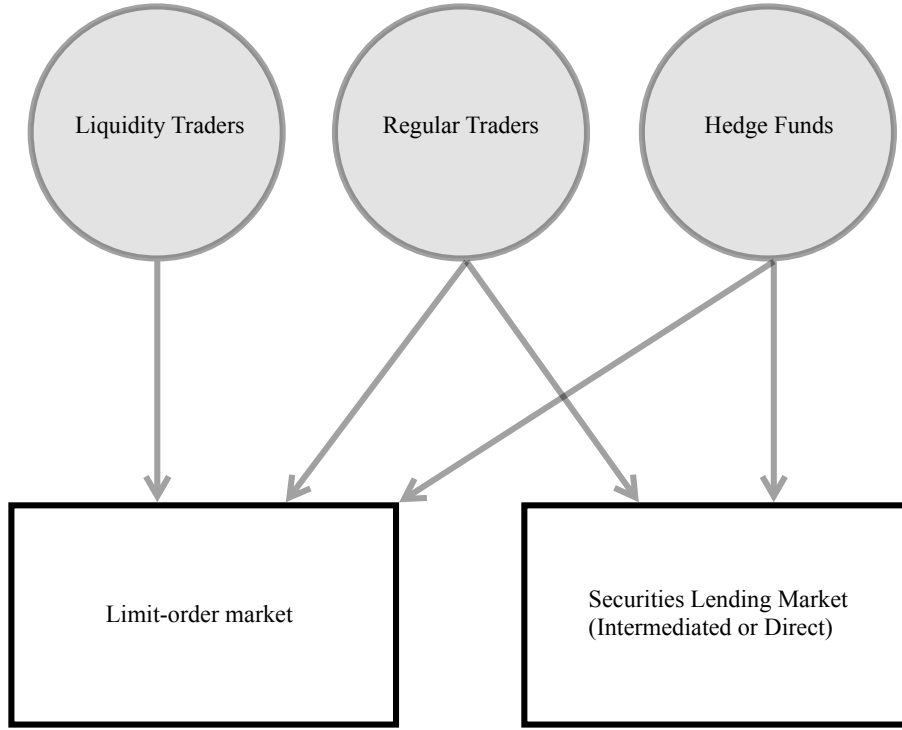 Liquidity Traders
Regular Traders
Hedge Funds
Limit-order market
Securities Lending Market
(Intermediated or Direct)